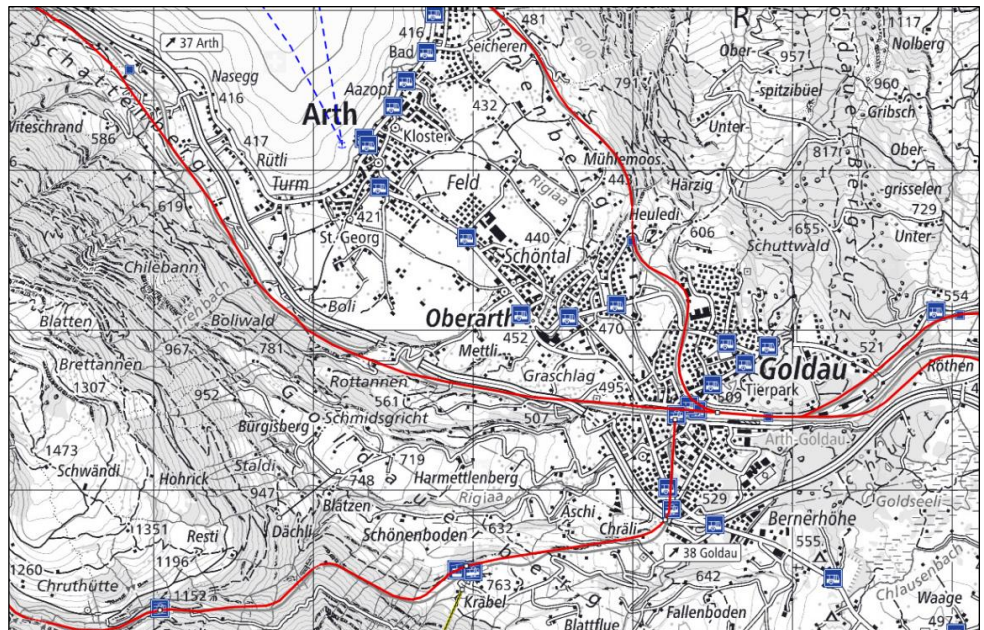 481
R
1117
37 Arth
416
Bad
Seicheren
600
Ober-
957
Nolberg
Nasegg
791
spitzibüel
960
416
Aazopf
432
Gribsch
Arth
Viteschrand
586
417
Kloster
Unter-
Ober-
Rütli
Mühlemoos
817
Turm
Feld
Rigiaa
443
Härzig
grisselen
619
421
Heuledi
729
St. Georg
440
606
655
Unter-
Schöntal
Schuttwald
Chilebann
Boli
554
Blatten
Boliwald
Oberarth
470
967
781
452
521
Brettannen
Mettli
Goldau
1307
Rottannen
Graschlag
495
Röthen
952
561
Tierpark
509
Schmidsgricht
507
Bürgisberg
Arth-Goldau
1473
719
Schwändi
Staldi
748
Harmettlenberg
Hohrick
Rigiaa
529
Goldseeli
947
Blätzen
Aschi
Bernerhöhe
1351
Dächli
Schönenboden
632
Chräli
555
Resti
38 Goldau
1260
1196
Chruthütte
763
642
1152
Kräbel
Chlausenbach
Waage
Fallenboden
Blattflue
497